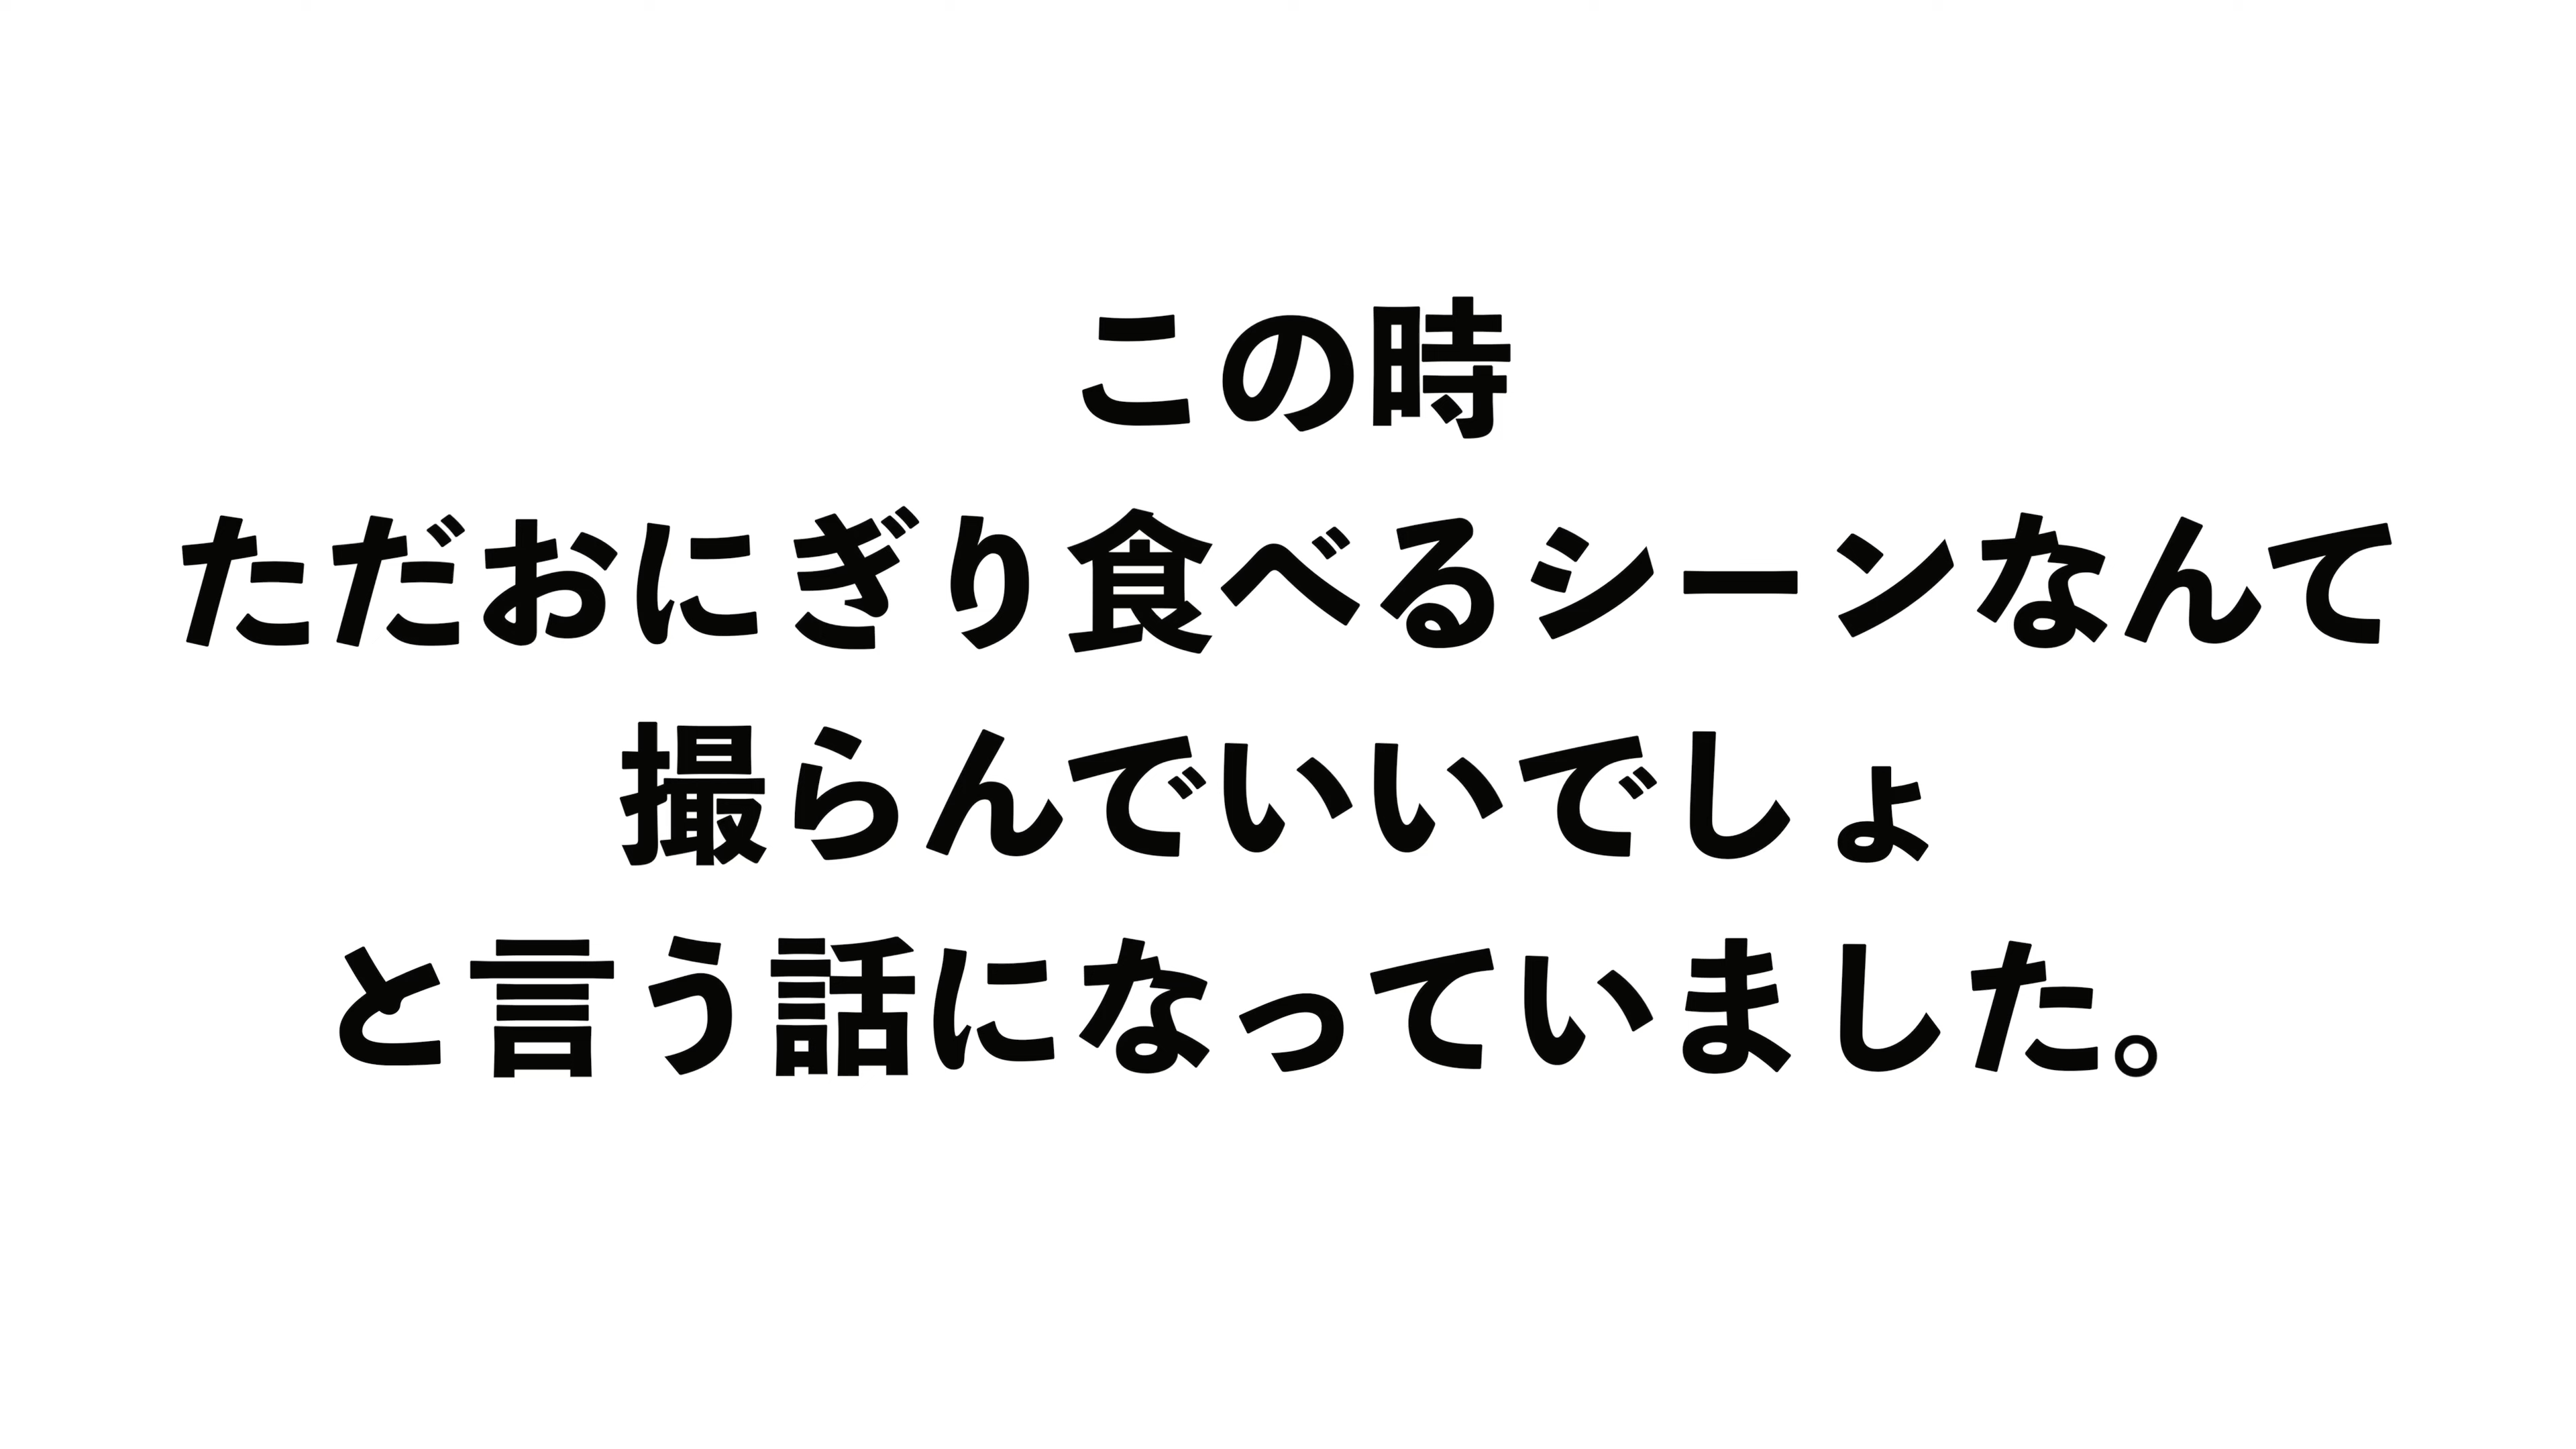 この時
ただおにぎり食べるシーンなんて
撮らんでいいでしょ
と言う話になっていました。